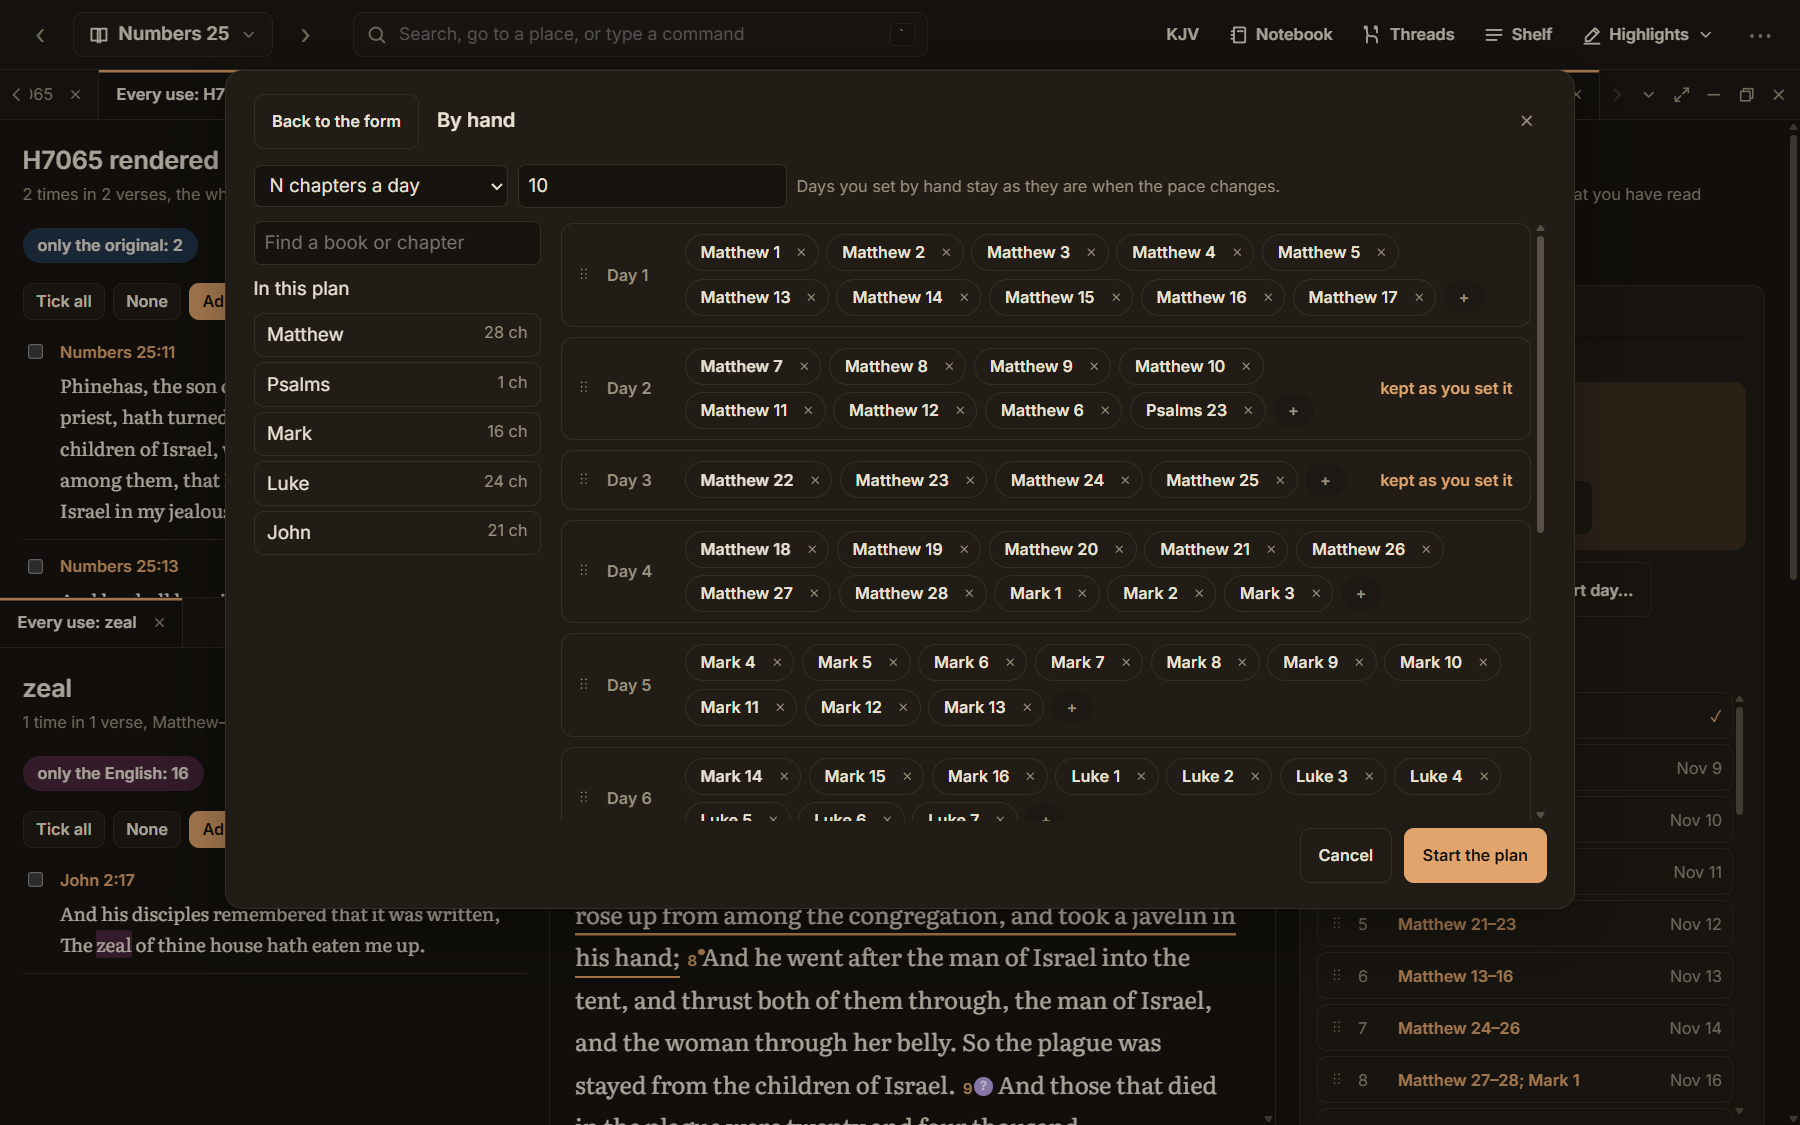 Numbers 25
Search, go to a place, or type a command
`
KJV
Notebook
Threads
Shelf
Highlights
Every use: H7
H7065 rendered
2 times in 2 verses, the wh
only the original: 2
Tick all
None
Ad
Numbers 25:11
Phinehas, the son
priest, hath turned
children of Israel,
among them, that
Israel in my jealous
Numbers 25:13
Every use: zeal
zeal
1 time in 1 verse, Matthew–
only the English: 16
Tick all
None
Ad
John 2:17
And his disciples remembered that it was written,
The zeal of thine house hath eaten me up.
Back to the form
By hand
N chapters a day
10
Days you set by hand stay as they are when the pace changes.
Find a book or chapter
In this plan
Matthew 28 ch
Psalms 1 ch
Mark 16 ch
Luke 24 ch
John 21 ch
Day 1
Matthew 1 × Matthew 2 × Matthew 3 × Matthew 4 × Matthew 5 ×
Matthew 13 × Matthew 14 × Matthew 15 × Matthew 16 × Matthew 17 × +
Day 2
Matthew 7 × Matthew 8 × Matthew 9 × Matthew 10 ×
Matthew 11 × Matthew 12 × Matthew 6 × Psalms 23 × +
kept as you set it
Day 3
Matthew 22 × Matthew 23 × Matthew 24 × Matthew 25 × +
kept as you set it
Day 4
Matthew 18 × Matthew 19 × Matthew 20 × Matthew 21 × Matthew 26 ×
Matthew 27 × Matthew 28 × Mark 1 × Mark 2 × Mark 3 × +
Day 5
Mark 4 × Mark 5 × Mark 6 × Mark 7 × Mark 8 × Mark 9 × Mark 10 ×
Mark 11 × Mark 12 × Mark 13 × +
Day 6
Mark 14 × Mark 15 × Mark 16 × Luke 1 × Luke 2 × Luke 3 × Luke 4 ×
Luke 5 × Luke 6 × Luke 7 × +
Cancel
Start the plan
at you have read
rt day...
✓
Nov 9
Nov 10
Nov 11
5 Matthew 21–23 Nov 12
6 Matthew 13–16 Nov 13
7 Matthew 24–26 Nov 14
8 Matthew 27–28; Mark 1 Nov 16
rose up from among the congregation, and took a javelin in
his hand; 8 And he went after the man of Israel into the
tent, and thrust both of them through, the man of Israel,
and the woman through her belly. So the plague was
stayed from the children of Israel. 9 ? And those that died
in the plague were twenty and four thousand.